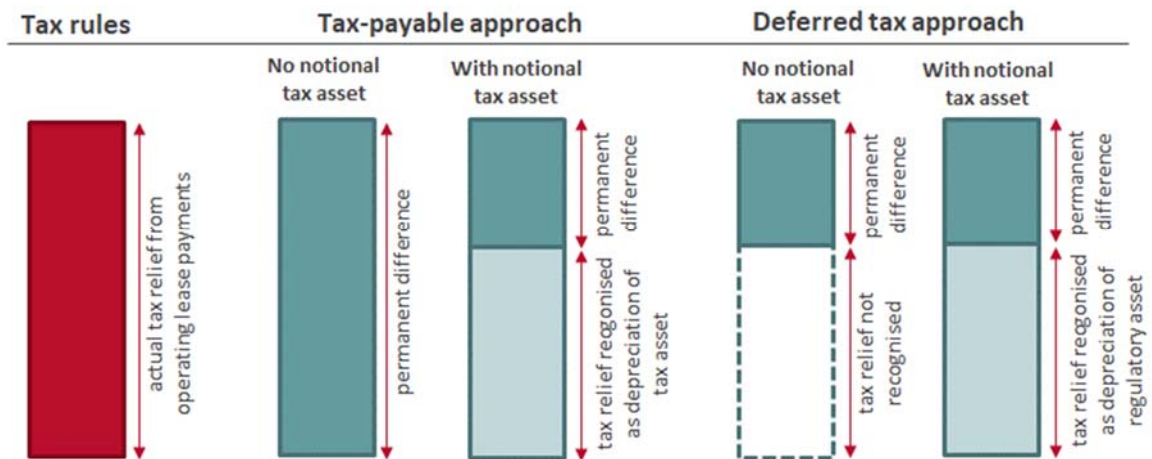 Tax rules
Tax-payable approach
Deferred tax approach
No notional
tax asset
With notional
tax asset
No notional
tax asset
With notional
tax asset
actual tax relief from
operating lease payments
permanent difference
permanent
difference
tax relief reogonised
as depreciation of
tax asset
permanent
difference
tax relief not
recognised
permanent
difference
tax relief reogonised
as depreciation of
regulatory asset